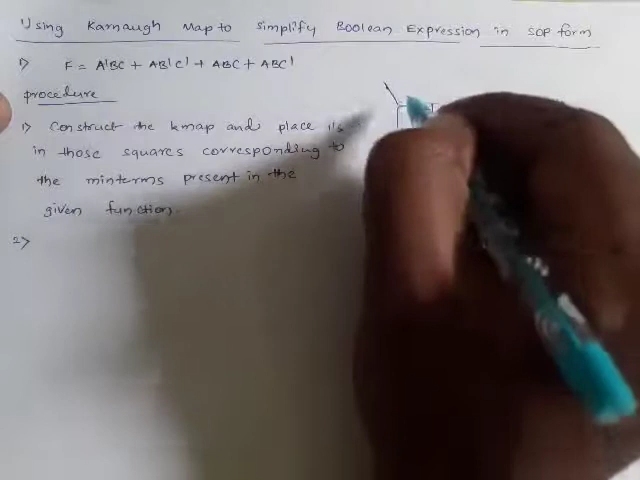 Using Karnaugh Map to simplify Boolean Expression in SOP form
1) F = A'BC + AB'C' + ABC + ABC'
procedure
1) Construct the kmap and place 1's
in those squares corresponding to
the minterms present in the
given function.
2)